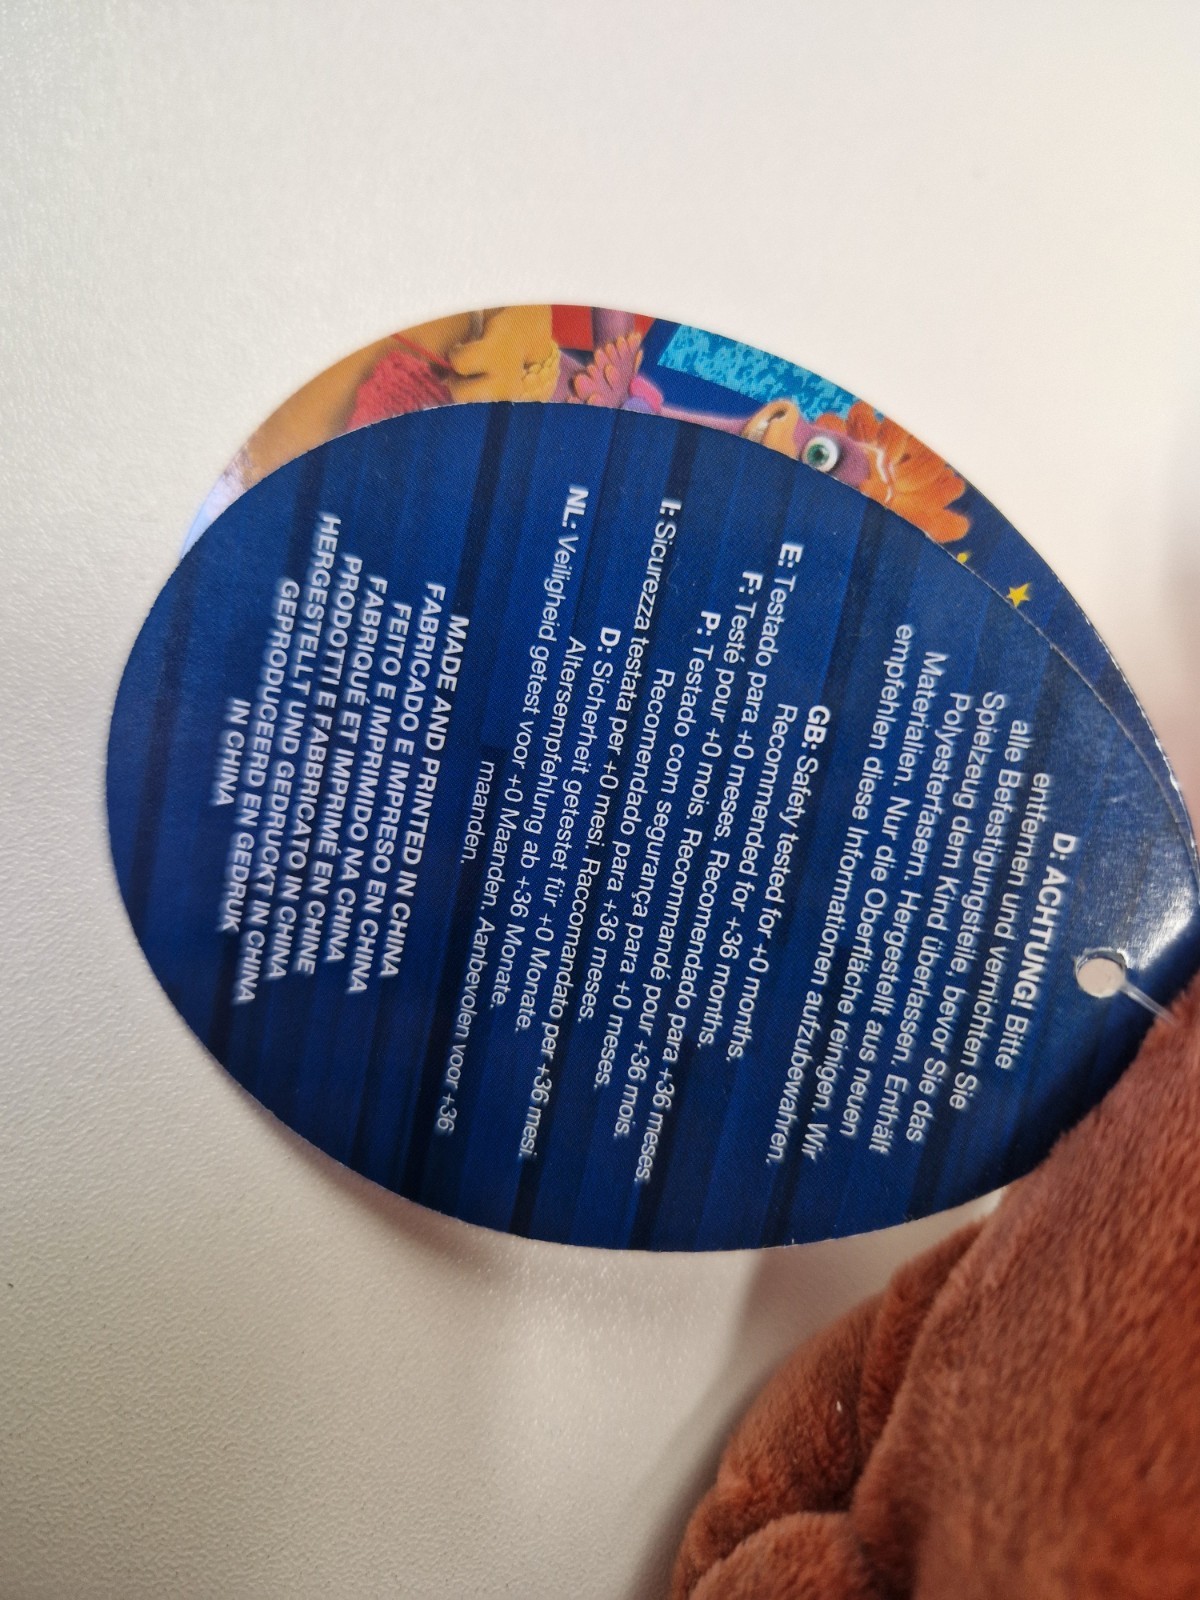 D: ACHTUNG! Bitte
entfernen und vernichten Sie
alle Befestigungsteile, bevor Sie das
Spielzeug dem Kind überlassen. Enthält
Polyesterfasern. Hergestellt aus neuen
Materialien. Nur die Oberfläche reinigen. Wir
empfehlen diese Informationen aufzubewahren.
GB: Safety tested for +0 months.
Recommended for +36 months.
E: Testado para +0 meses. Recomendado para +36 meses.
F: Testé pour +0 mois. Recommandé pour +36 mois.
P: Testado com segurança para +0 meses.
Recomendado para +36 meses.
I: Sicurezza testata per +0 mesi. Raccomandato per +36 mesi.
D: Sicherheit getestet für +0 Monate.
Altersempfehlung ab +36 Monate.
NL: Veiligheid getest voor +0 Maanden. Aanbevolen voor +36
maanden.
MADE AND PRINTED IN CHINA
FABRICADO E IMPRESO EN CHINA
FEITO E IMPRIMIDO NA CHINA
FABRIQUÉ ET IMPRIMÉ EN CHINE
PRODOTTI E FABBRICATO IN CHINA
HERGESTELLT UND GEDRUCKT IN CHINA
GEPRODUCEERD EN GEDRUK
IN CHINA